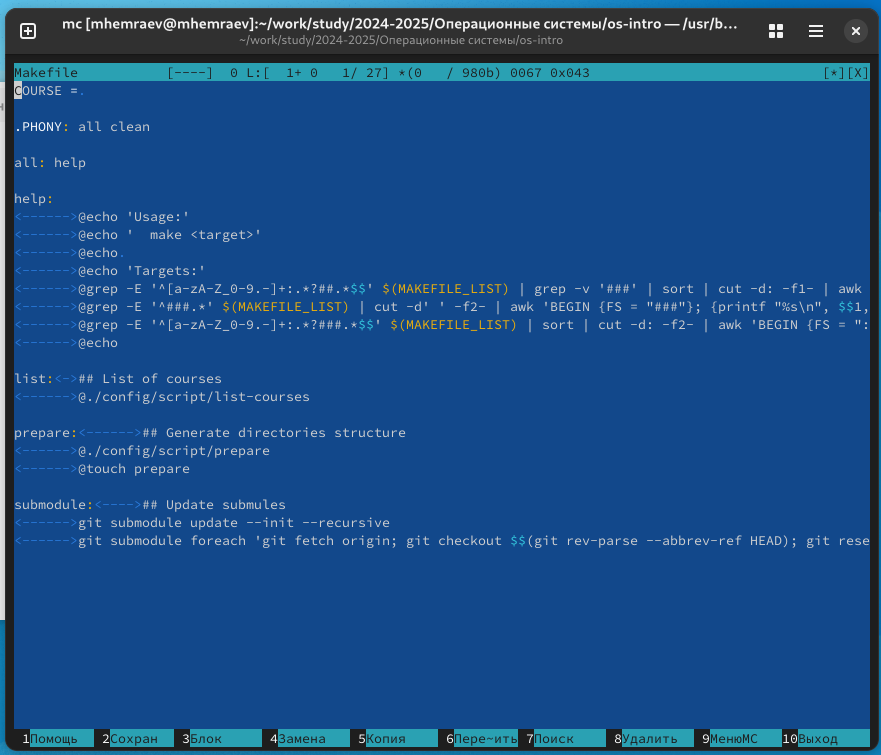 mc [mhemraev@mhemraev]:~/work/study/2024-2025/Операционные системы/os-intro — /usr/b...
~/work/study/2024-2025/Операционные системы/os-intro
Makefile [----] 0 L:[ 1+ 0 1/ 27] *(0 / 980b) 0067 0x043 [*][X]
COURSE =.

.PHONY: all clean

all: help

help:
<------>@echo 'Usage:'
<------>@echo '  make <target>'
<------>@echo.
<------>@echo 'Targets:'
<------>@grep -E '^[a-zA-Z_0-9.-]+:.*?##.*$$' $(MAKEFILE_LIST) | grep -v '###' | sort | cut -d: -f1- | awk
<------>@grep -E '^###.*' $(MAKEFILE_LIST) | cut -d' ' -f2- | awk 'BEGIN {FS = "###"}; {printf "%s\n", $$1,
<------>@grep -E '^[a-zA-Z_0-9.-]+:.*?###.*$$' $(MAKEFILE_LIST) | sort | cut -d: -f2- | awk 'BEGIN {FS = ":
<------>@echo

list:<->## List of courses
<------>@./config/script/list-courses

prepare:<------>## Generate directories structure
<------>@./config/script/prepare
<------>@touch prepare

submodule:<---->## Update submules
<------>git submodule update --init --recursive
<------>git submodule foreach 'git fetch origin; git checkout $$(git rev-parse --abbrev-ref HEAD); git rese
1Помощь 2Сохран 3Блок 4Замена 5Копия 6Пере~ить 7Поиск 8Удалить 9МенюMC 10Выход